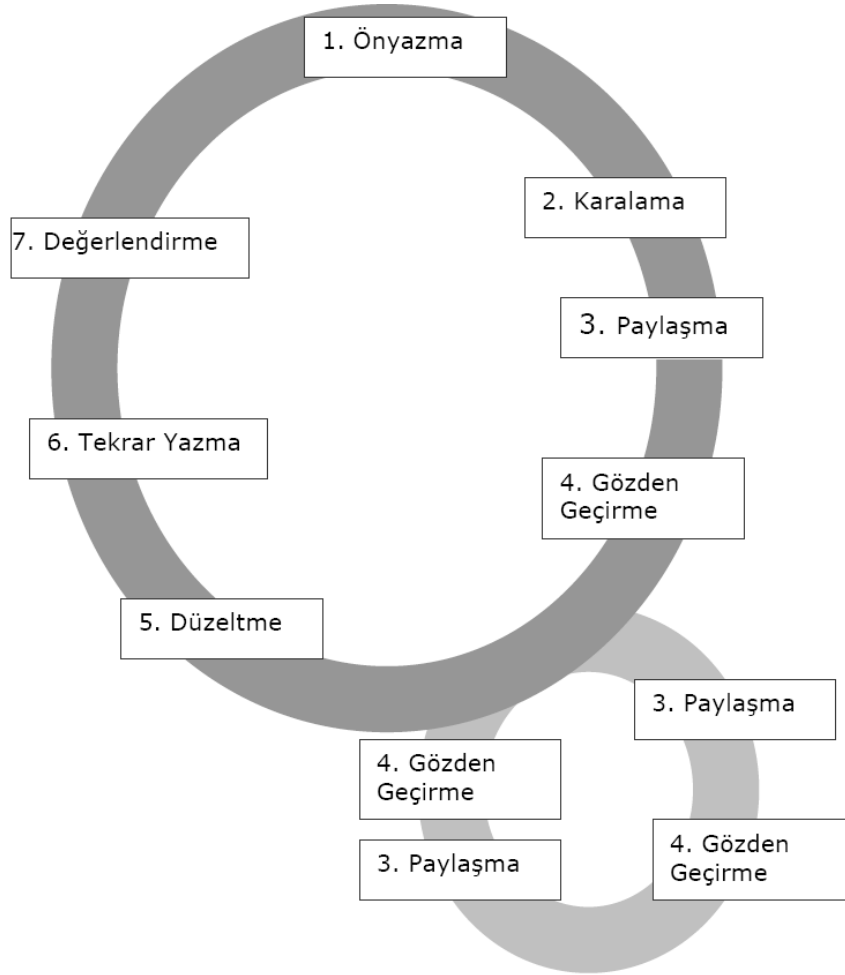 1. Önyazma
2. Karalama
3. Paylaşma
4. Gözden
Geçirme
5. Düzeltme
6. Tekrar Yazma
7. Değerlendirme
3. Paylaşma
4. Gözden
Geçirme
3. Paylaşma
4. Gözden
Geçirme